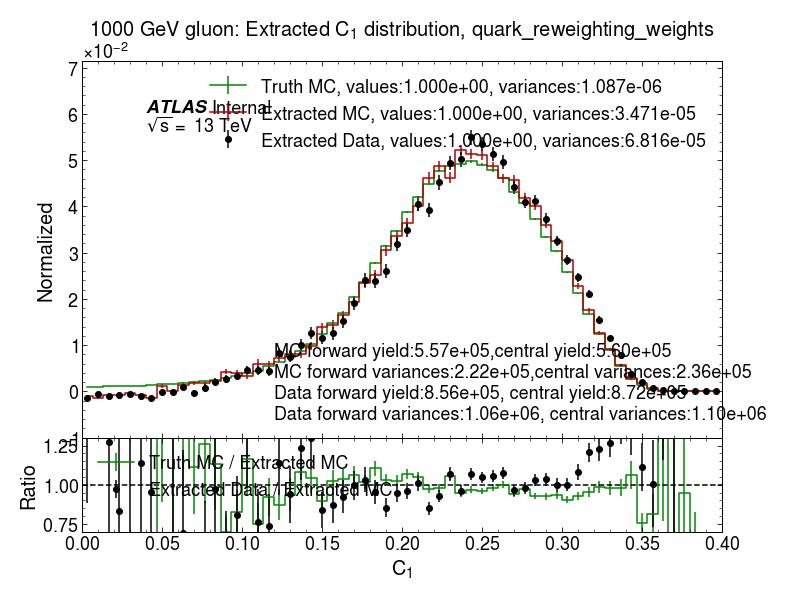 1000 GeV gluon: Extracted C1 distribution, quark_reweighting_weights
×10−2
Truth MC, values:1.000e+00, variances:1.087e-06
ATLAS Internal
Extracted MC, values:1.000e+00, variances:3.471e-05
√s = 13 TeV
Extracted Data, values:1.000e+00, variances:6.816e-05
7
6
5
4
3
2
1
0
−1
Normalized
MC forward yield:5.57e+05,central yield:5.60e+05
MC forward variances:2.22e+05,central variances:2.36e+05
Data forward yield:8.56e+05, central yield:8.72e+05
Data forward variances:1.06e+06, central variances:1.10e+06
1.25
1.00
0.75
Ratio
Truth MC / Extracted MC
Extracted Data / Extracted MC
0.00 0.05 0.10 0.15 0.20 0.25 0.30 0.35 0.40
C1